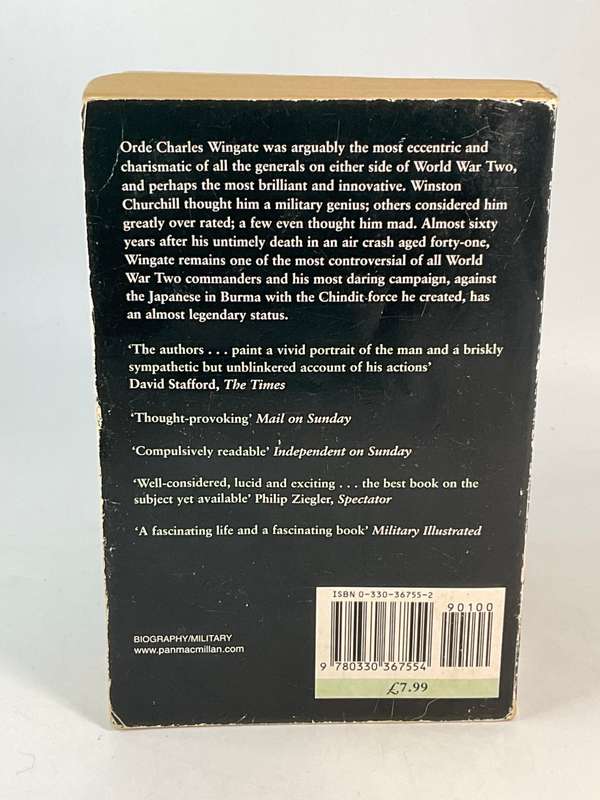 Orde Charles Wingate was arguably the most eccentric and
charismatic of all the generals on either side of World War Two,
and perhaps the most brilliant and innovative. Winston
Churchill thought him a military genius; others considered him
greatly over rated; a few even thought him mad. Almost sixty
years after his untimely death in an air crash aged forty-one,
Wingate remains one of the most controversial of all World
War Two commanders and his most daring campaign, against
the Japanese in Burma with the Chindit force he created, has
an almost legendary status.
‘The authors . . . paint a vivid portrait of the man and a briskly
sympathetic but unblinkered account of his actions’
David Stafford, The Times
‘Thought-provoking’ Mail on Sunday
‘Compulsively readable’ Independent on Sunday
‘Well-considered, lucid and exciting . . . the best book on the
subject yet available’ Philip Ziegler, Spectator
‘A fascinating life and a fascinating book’ Military Illustrated
ISBN 0-330-36755-2
90100
9 780330 367554
£7.99
BIOGRAPHY/MILITARY
www.panmacmillan.com